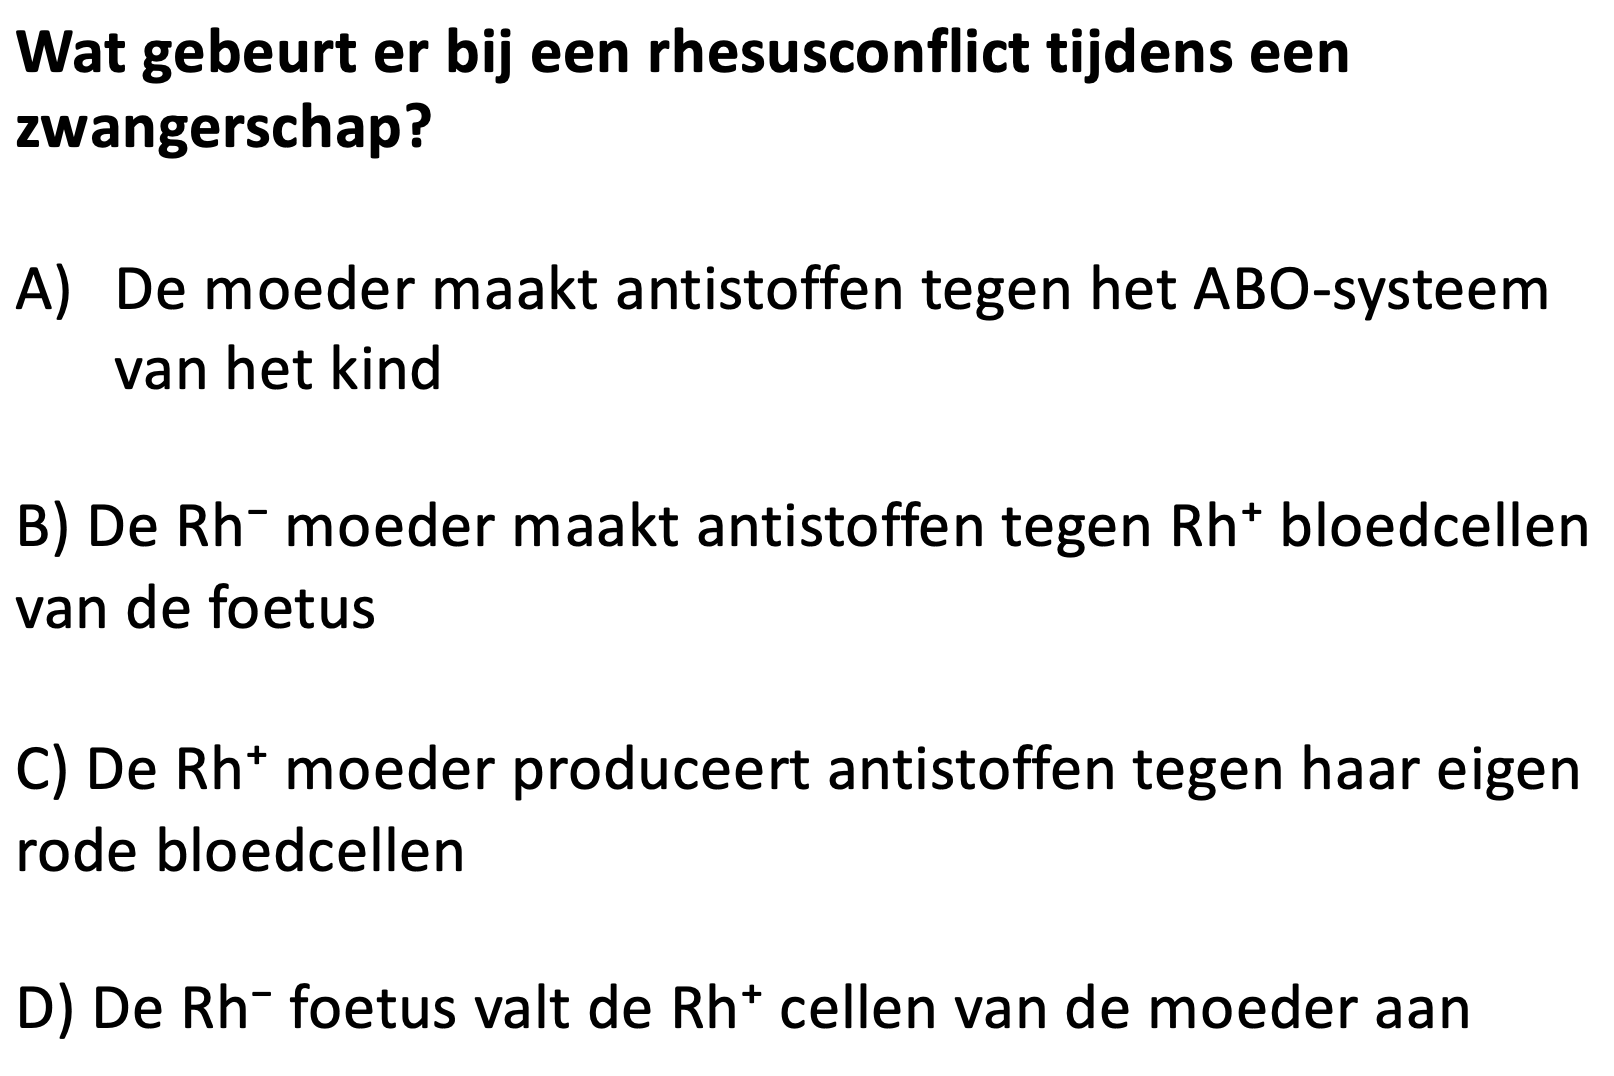 Wat gebeurt er bij een rhesusconflict tijdens een
zwangerschap?
A) De moeder maakt antistoffen tegen het ABO-systeem
van het kind
B) De Rh⁻ moeder maakt antistoffen tegen Rh⁺ bloedcellen
van de foetus
C) De Rh⁺ moeder produceert antistoffen tegen haar eigen
rode bloedcellen
D) De Rh⁻ foetus valt de Rh⁺ cellen van de moeder aan